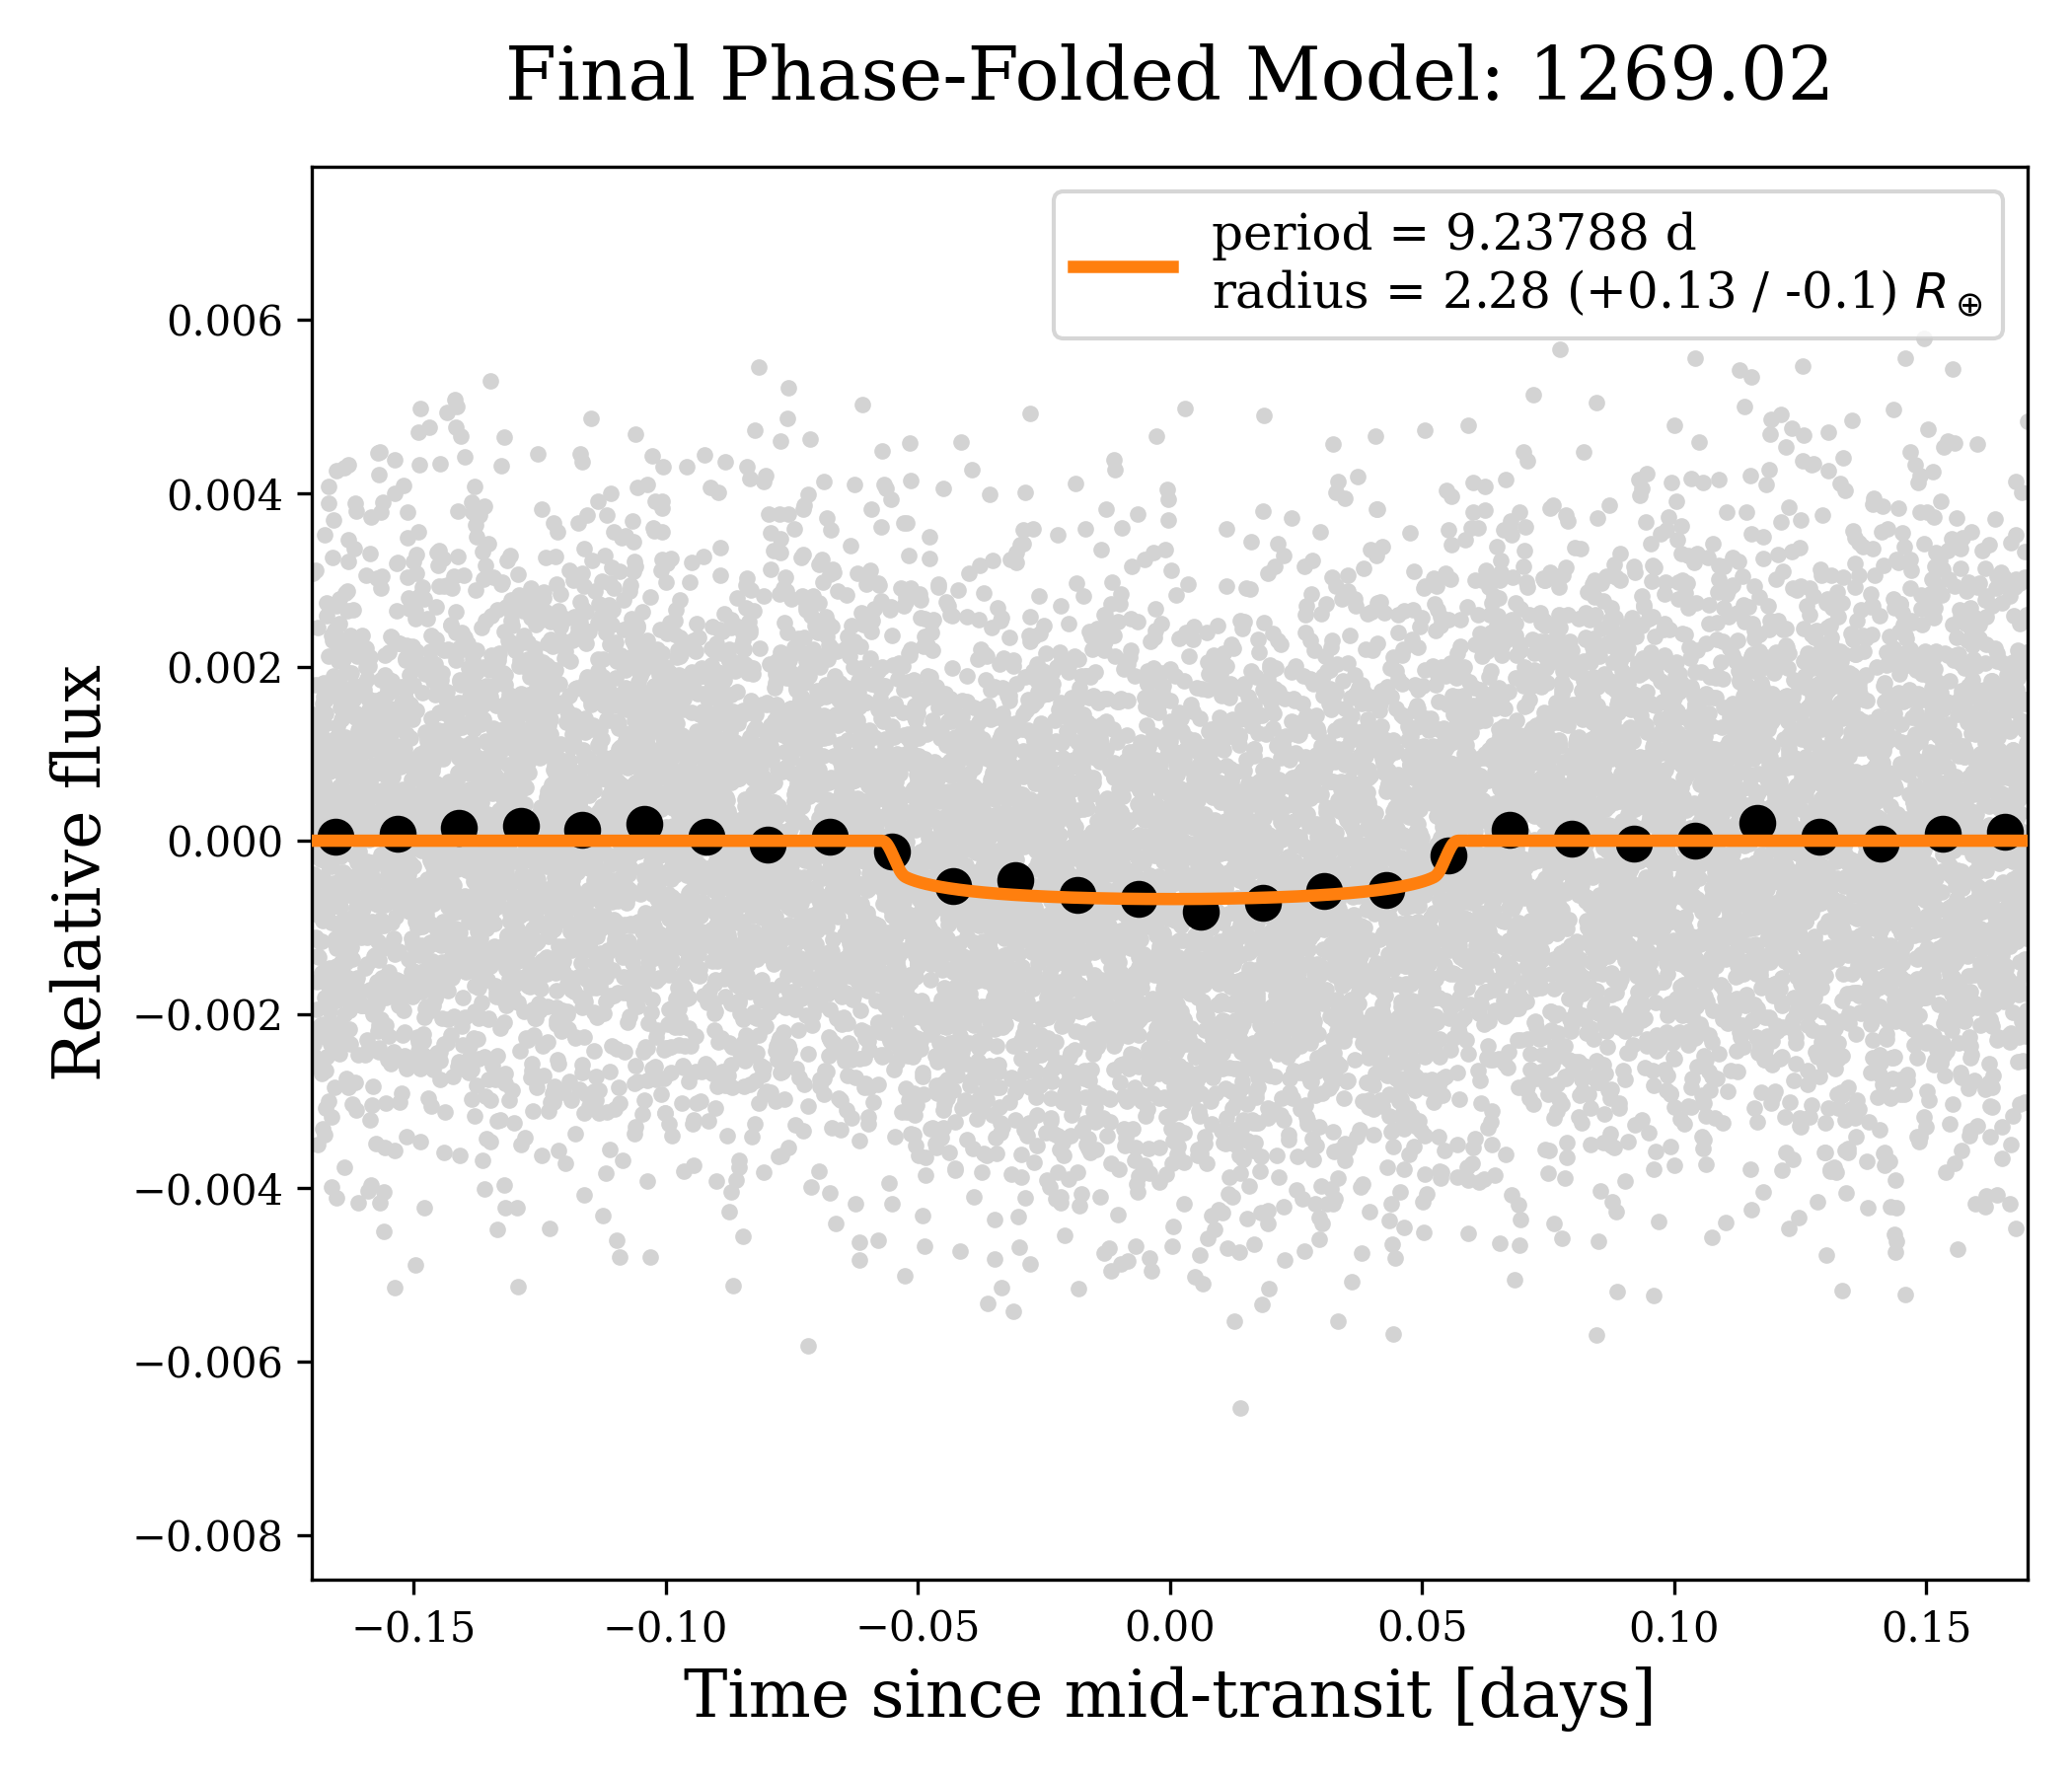 Final Phase-Folded Model: 1269.02
period = 9.23788 d
radius = 2.28 (+0.13 / -0.1) R⊕
0.006
0.004
0.002
0.000
−0.002
−0.004
−0.006
−0.008
Relative flux
−0.15 −0.10 −0.05 0.00 0.05 0.10 0.15
Time since mid-transit [days]